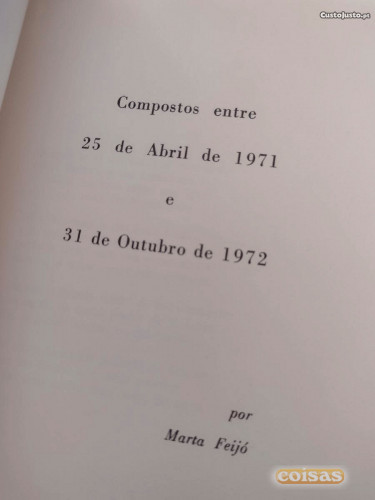 CustoJusto.pt
Compostos entre
25 de Abril de 1971
e
31 de Outubro de 1972
por
Marta Feijó
coisas